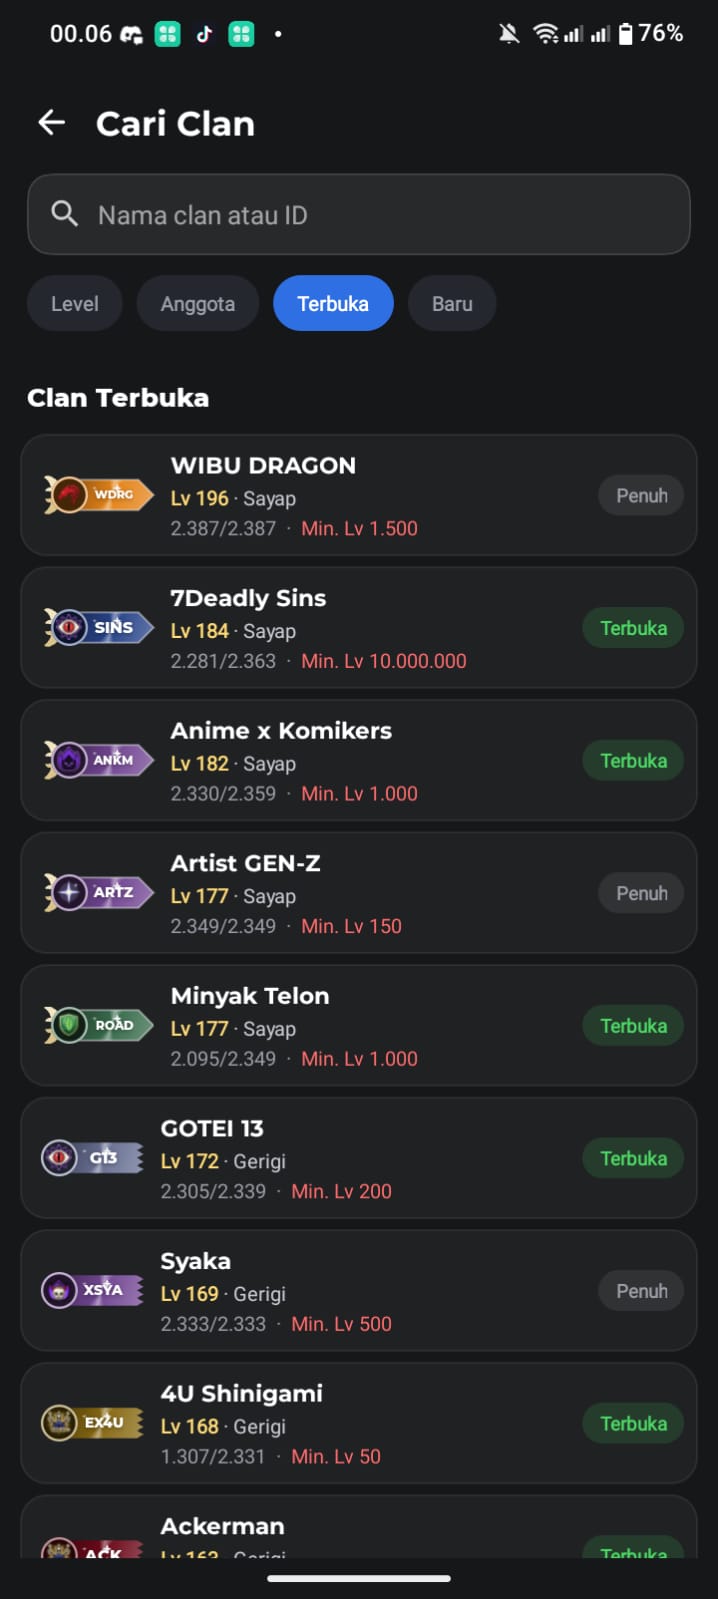 00.06
76%
Cari Clan
Nama clan atau ID
Level Anggota Terbuka Baru
Clan Terbuka
WDRG
WIBU DRAGON
Lv 196 · Sayap
2.387/2.387 · Min. Lv 1.500
Penuh
SINS
7Deadly Sins
Lv 184 · Sayap
2.281/2.363 · Min. Lv 10.000.000
Terbuka
ANKM
Anime x Komikers
Lv 182 · Sayap
2.330/2.359 · Min. Lv 1.000
Terbuka
ARTZ
Artist GEN-Z
Lv 177 · Sayap
2.349/2.349 · Min. Lv 150
Penuh
ROAD
Minyak Telon
Lv 177 · Sayap
2.095/2.349 · Min. Lv 1.000
Terbuka
G13
GOTEI 13
Lv 172 · Gerigi
2.305/2.339 · Min. Lv 200
Terbuka
XSYA
Syaka
Lv 169 · Gerigi
2.333/2.333 · Min. Lv 500
Penuh
EX4U
4U Shinigami
Lv 168 · Gerigi
1.307/2.331 · Min. Lv 50
Terbuka
ACK
Ackerman
Lv 163 · Gerigi
Terbuka